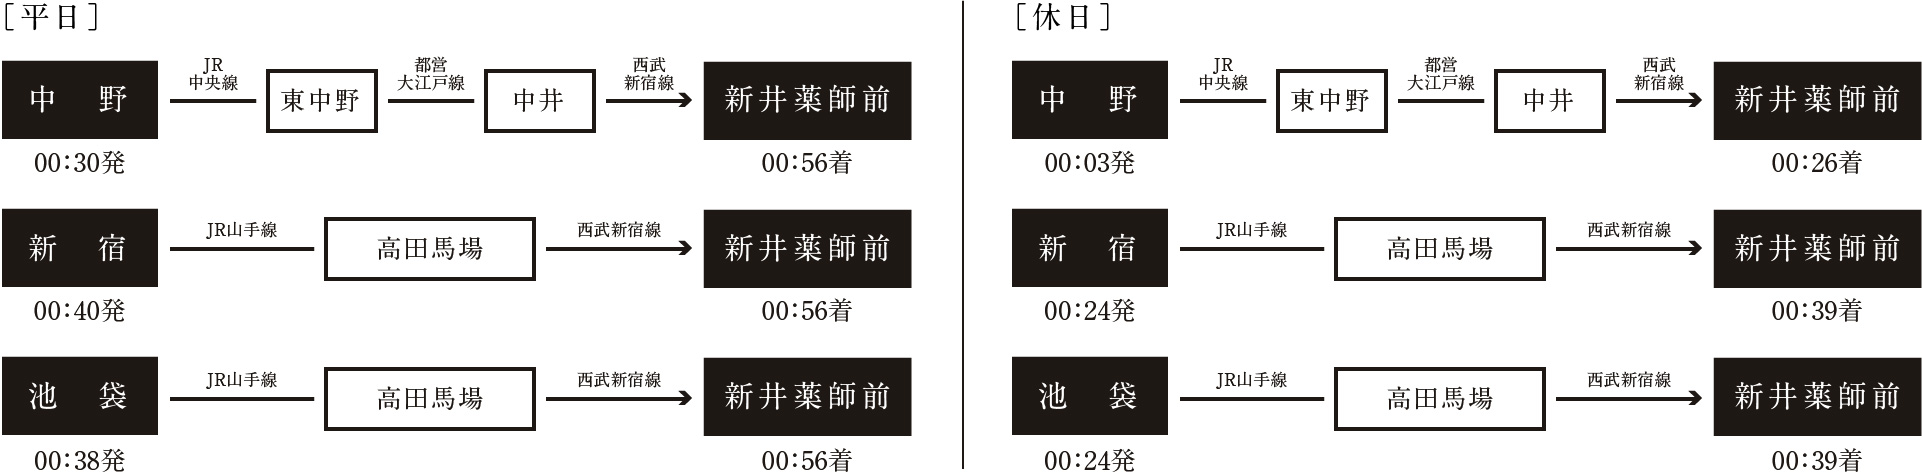 ［平日］
JR
中央線
都営
大江戸線
西武
新宿線
中野
東中野
中井
新井薬師前
00:30発
00:56着
JR山手線
西武新宿線
新宿
高田馬場
新井薬師前
00:40発
00:56着
JR山手線
西武新宿線
池袋
高田馬場
新井薬師前
00:38発
00:56着
［休日］
JR
中央線
都営
大江戸線
西武
新宿線
中野
東中野
中井
新井薬師前
00:03発
00:26着
JR山手線
西武新宿線
新宿
高田馬場
新井薬師前
00:24発
00:39着
JR山手線
西武新宿線
池袋
高田馬場
新井薬師前
00:24発
00:39着